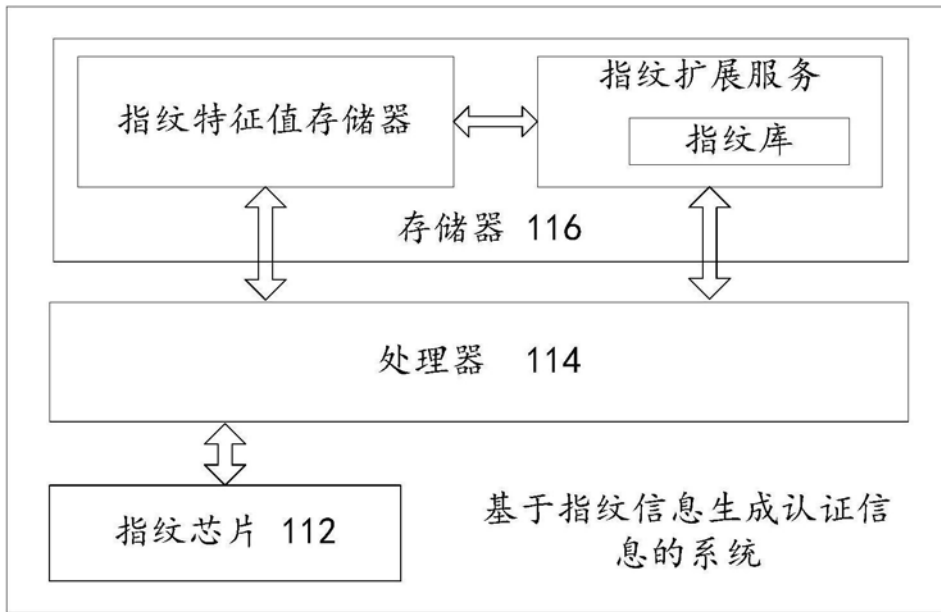 指纹特征值存储器
指纹扩展服务
指纹库
存储器 116
处理器 114
指纹芯片 112
基于指纹信息生成认证信
息的系统